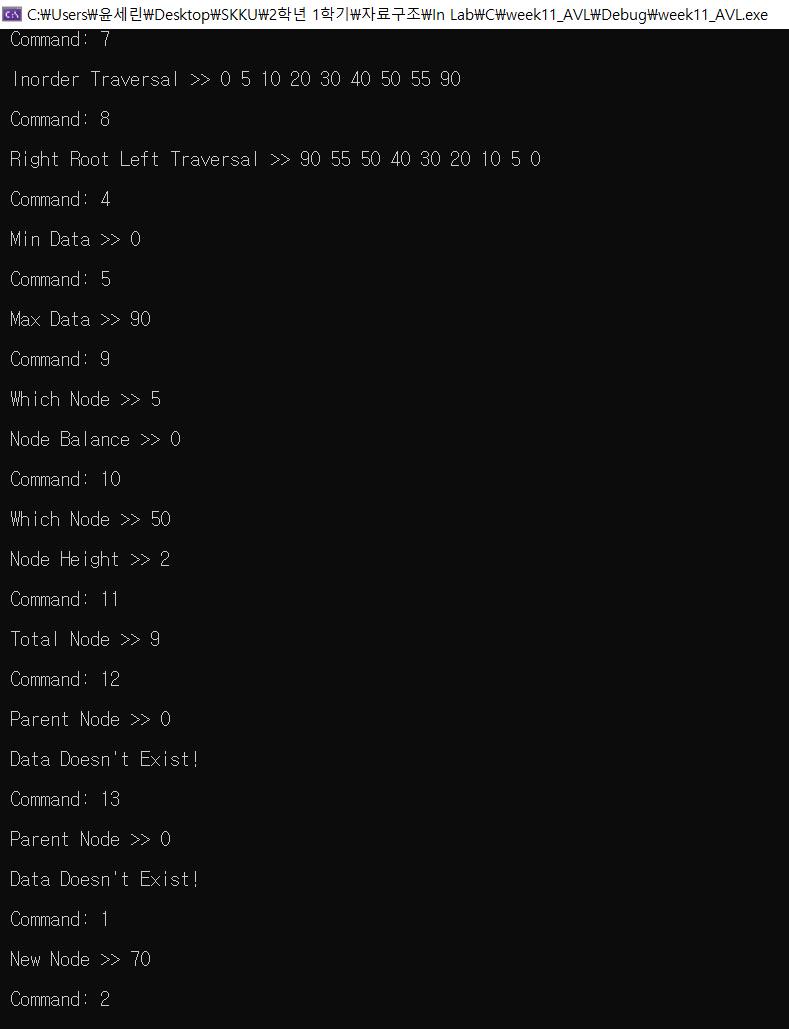 C:\Users\윤세린\Desktop\SKKU\2학년 1학기\자료구조\In Lab\C\week11_AVL\Debug\week11_AVL.exe
Command: 7
Inorder Traversal >> 0 5 10 20 30 40 50 55 90
Command: 8
Right Root Left Traversal >> 90 55 50 40 30 20 10 5 0
Command: 4
Min Data >> 0
Command: 5
Max Data >> 90
Command: 9
Which Node >> 5
Node Balance >> 0
Command: 10
Which Node >> 50
Node Height >> 2
Command: 11
Total Node >> 9
Command: 12
Parent Node >> 0
Data Doesn't Exist!
Command: 13
Parent Node >> 0
Data Doesn't Exist!
Command: 1
New Node >> 70
Command: 2